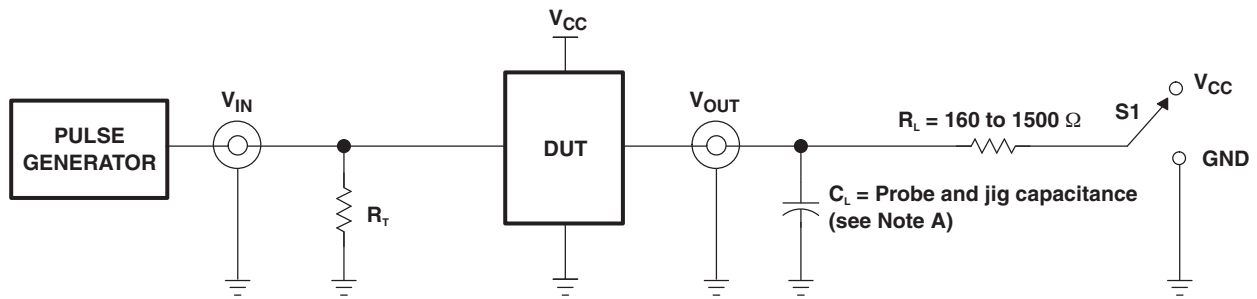 PULSE
GENERATOR
V_IN
R_T
V_CC
DUT
V_OUT
R_L = 160 to 1500 Ω
C_L = Probe and jig capacitance
(see Note A)
S1
V_CC
GND